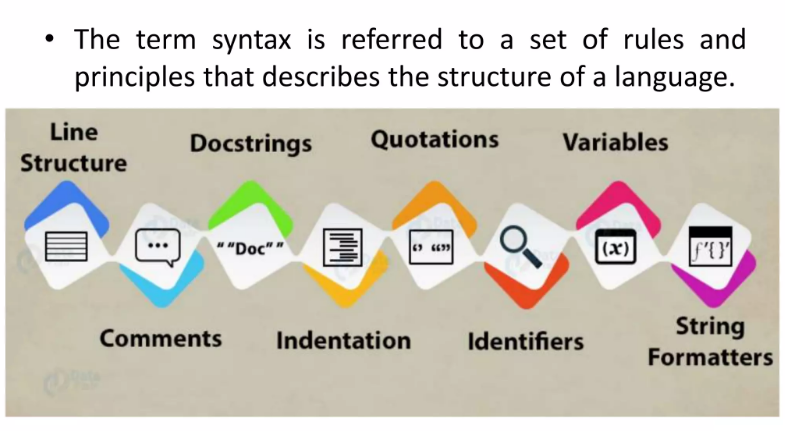 • The term syntax is referred to a set of rules and
principles that describes the structure of a language.
Line
Structure
Docstrings
Quotations
Variables
" "Doc" "
‘’ “”
(x)
f'{}'
Comments
Indentation
Identifiers
String
Formatters